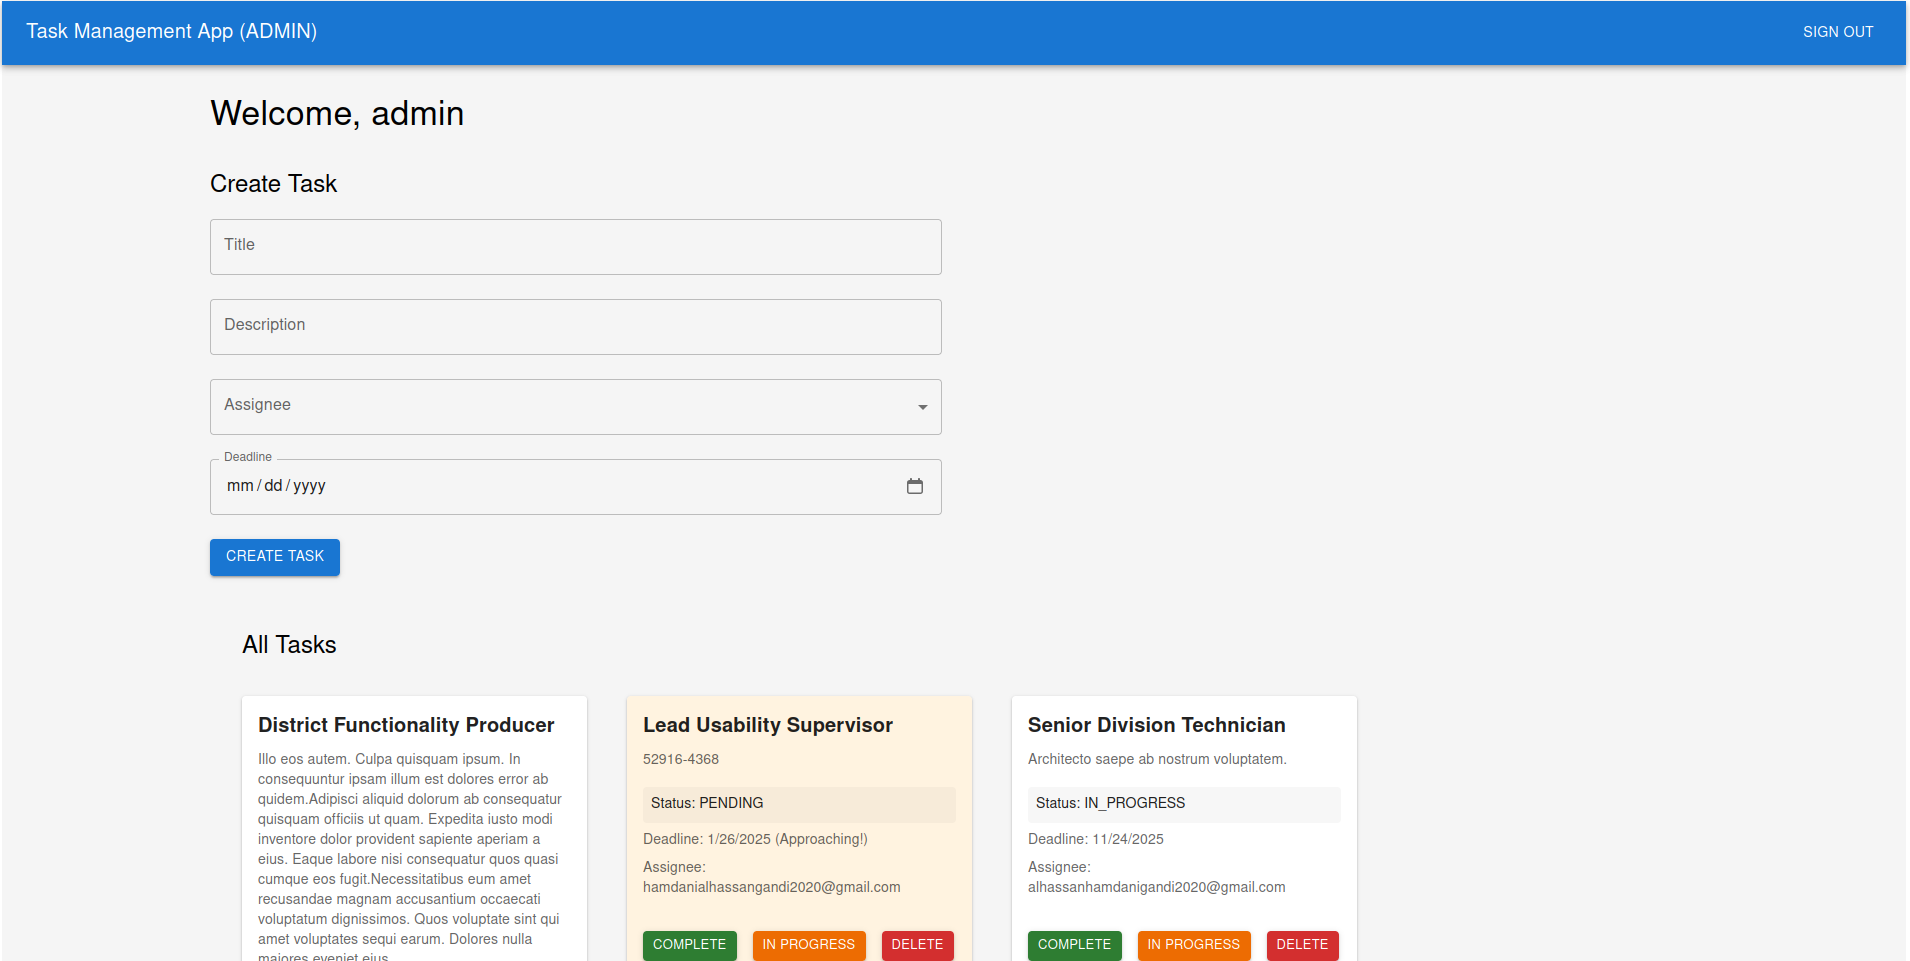 Task Management App (ADMIN)
SIGN OUT
Welcome, admin
Create Task
Title
Description
Assignee
Deadline
mm/dd/yyyy
CREATE TASK
All Tasks
District Functionality Producer
Illo eos autem. Culpa quisquam ipsum. In
consequuntur ipsam illum est dolores error ab
quidem.Adipisci aliquid dolorum ab consequatur
quisquam officiis ut quam. Expedita iusto modi
inventore dolor provident sapiente aperiam a
eius. Eaque labore nisi consequatur quos quasi
cumque eos fugit.Necessitatibus eum amet
recusandae magnam accusantium occaecati
voluptatum dignissimos. Quos voluptate sint qui
amet voluptates sequi earum. Dolores nulla
maiores eveniet eius
Lead Usability Supervisor
52916-4368
Status: PENDING
Deadline: 1/26/2025 (Approaching!)
Assignee:
hamdanialhassangandi2020@gmail.com
COMPLETE
IN PROGRESS
DELETE
Senior Division Technician
Architecto saepe ab nostrum voluptatem.
Status: IN_PROGRESS
Deadline: 11/24/2025
Assignee:
alhassanhamdanigandi2020@gmail.com
COMPLETE
IN PROGRESS
DELETE